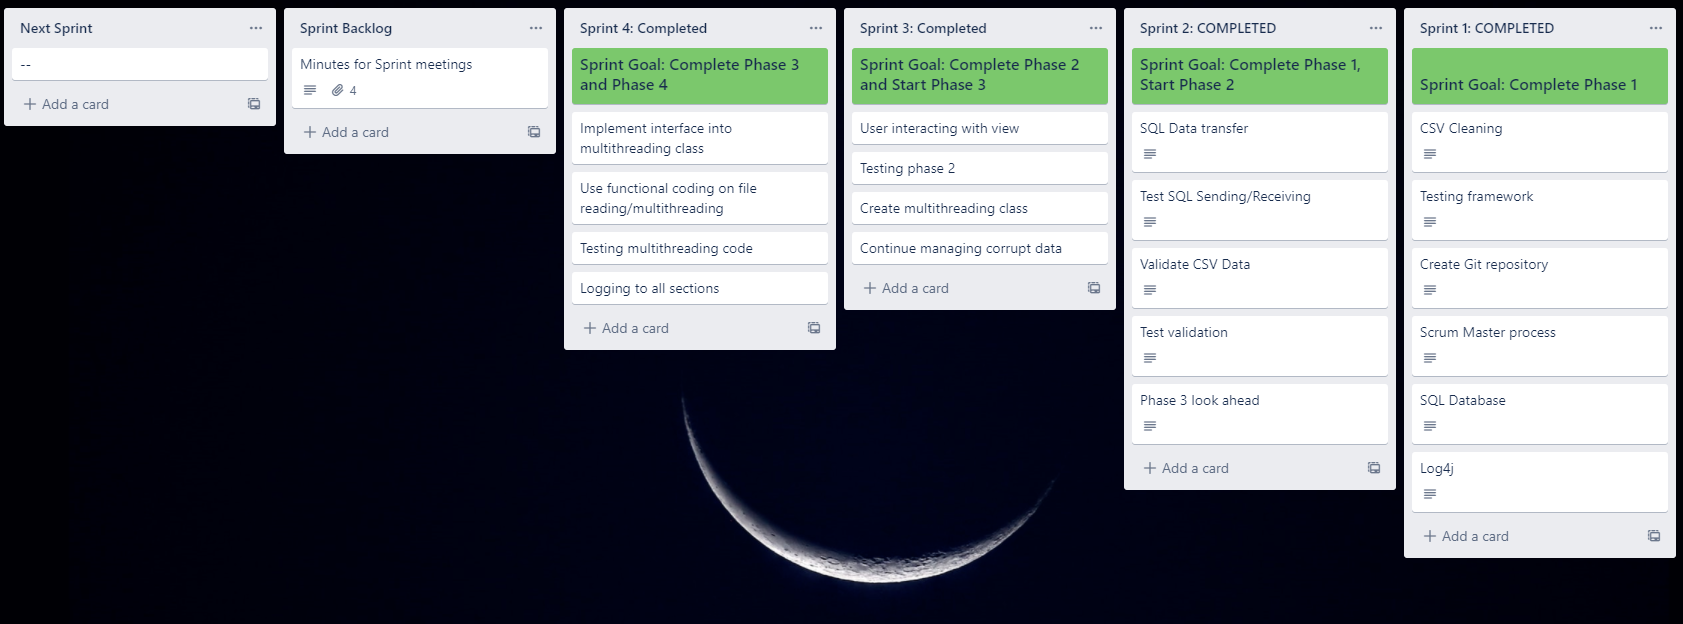 Next Sprint
--
Add a card
Sprint Backlog
Minutes for Sprint meetings
4
Add a card
Sprint 4: Completed
Sprint Goal: Complete Phase 3
and Phase 4
Implement interface into
multithreading class
Use functional coding on file
reading/multithreading
Testing multithreading code
Logging to all sections
Add a card
Sprint 3: Completed
Sprint Goal: Complete Phase 2
and Start Phase 3
User interacting with view
Testing phase 2
Create multithreading class
Continue managing corrupt data
Add a card
Sprint 2: COMPLETED
Sprint Goal: Complete Phase 1,
Start Phase 2
SQL Data transfer
Test SQL Sending/Receiving
Validate CSV Data
Test validation
Phase 3 look ahead
Add a card
Sprint 1: COMPLETED
Sprint Goal: Complete Phase 1
CSV Cleaning
Testing framework
Create Git repository
Scrum Master process
SQL Database
Log4j
Add a card